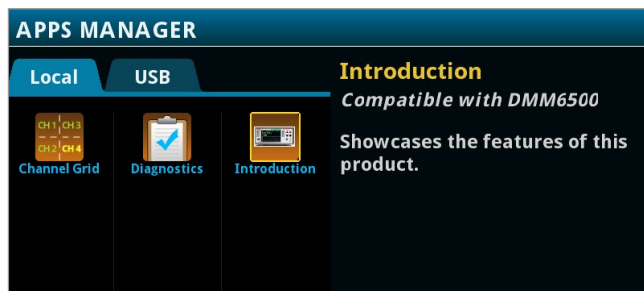 APPS MANAGER
Local
USB
CH1 CH3
CH2 CH4
Channel Grid
Diagnostics
Introduction
Introduction
Compatible with DMM6500
Showcases the features of this
product.